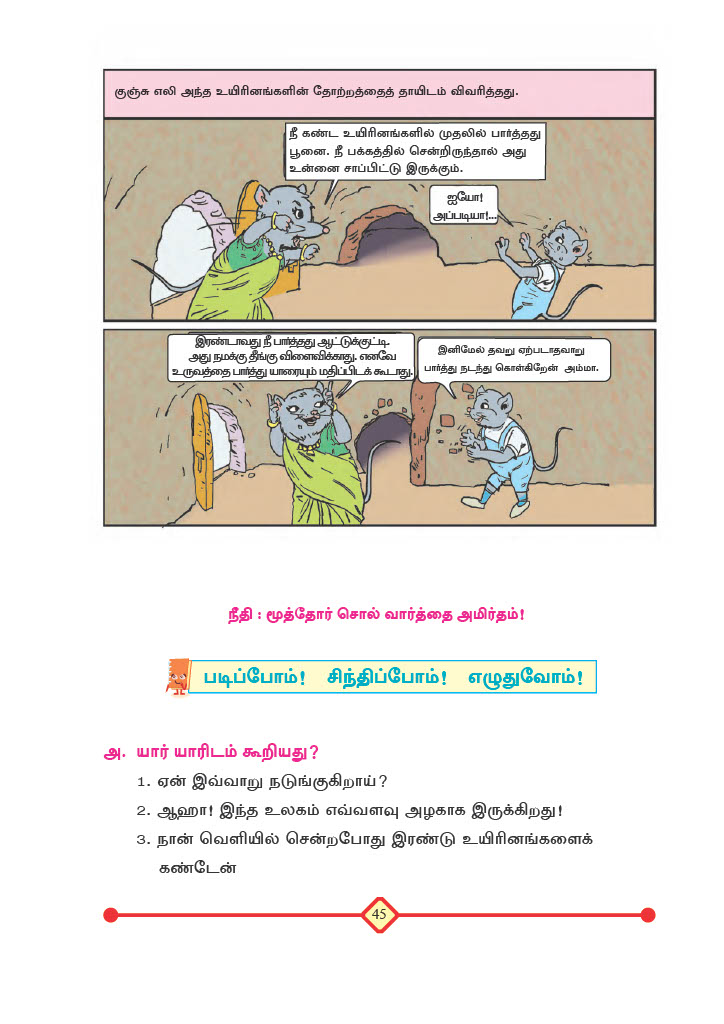 குஞ்சு எலி அந்த உயிரினங்களின் தோற்றத்தைத் தாயிடம் விவரித்தது.
நீ கண்ட உயிரினங்களில் முதலில் பார்த்தது
பூனை. நீ பக்கத்தில் சென்றிருந்தால் அது
உன்னை சாப்பிட்டு இருக்கும்.
ஐயோ!
அப்படியா!...
இரண்டாவது நீ பார்த்தது ஆட்டுக்குட்டி.
அது நமக்கு தீங்கு விளைவிக்காது. எனவே
உருவத்தை பார்த்து யாரையும் மதிப்பிடக் கூடாது.
இனிமேல் தவறு ஏற்படாதவாறு
பார்த்து நடந்து கொள்கிறேன் அம்மா.
நீதி : மூத்தோர் சொல் வார்த்தை அமிர்தம்!
படிப்போம்! சிந்திப்போம்! எழுதுவோம்!
அ. யார் யாரிடம் கூறியது?
1. ஏன் இவ்வாறு நடுங்குகிறாய்?
2. ஆஹா! இந்த உலகம் எவ்வளவு அழகாக இருக்கிறது!
3. நான் வெளியில் சென்றபோது இரண்டு உயிரினங்களைக்
கண்டேன்
45